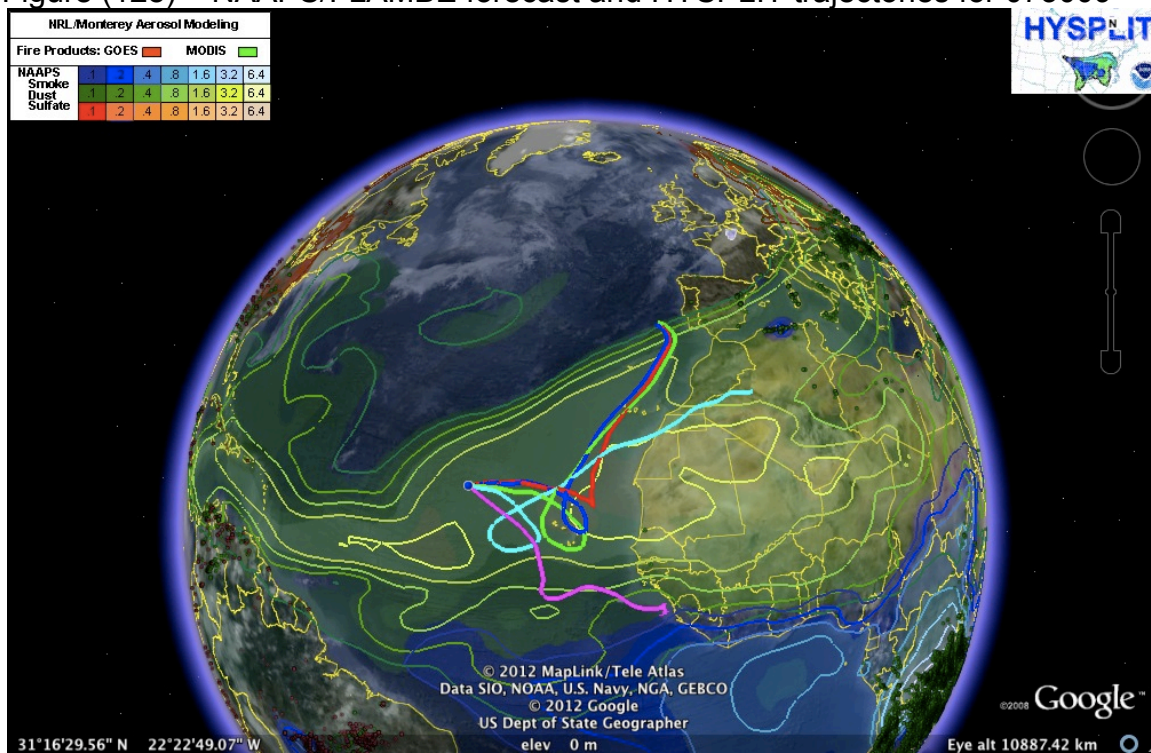 NRL/Monterey Aerosol Modeling
Fire Products: GOES MODIS
NAAPS
Smoke .1 .2 .4 .8 1.6 3.2 6.4
Dust .1 .2 .4 .8 1.6 3.2 6.4
Sulfate .1 .2 .4 .8 1.6 3.2 6.4
HYSPLIT
N
© 2012 MapLink/Tele Atlas
Data SIO, NOAA, U.S. Navy, NGA, GEBCO
© 2012 Google
US Dept of State Geographer
©2008 Google™
31°16'29.56" N 22°22'49.07" W elev 0 m Eye alt 10887.42 km